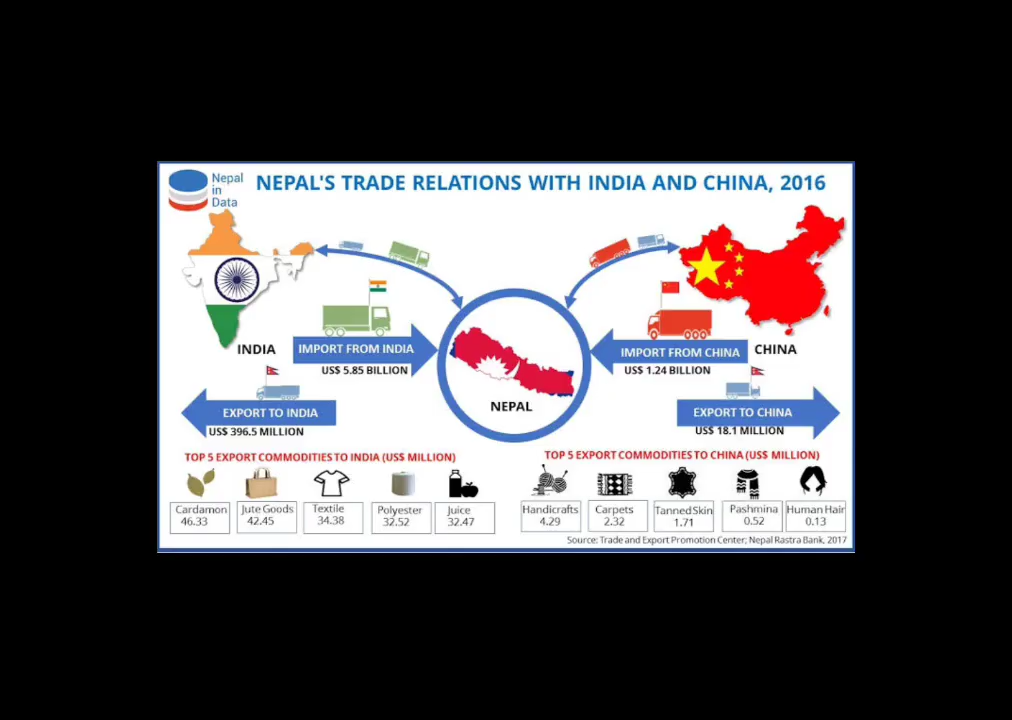 Nepal
in
Data
NEPAL'S TRADE RELATIONS WITH INDIA AND CHINA, 2016
INDIA
IMPORT FROM INDIA
US$ 5.85 BILLION
EXPORT TO INDIA
US$ 396.5 MILLION
NEPAL
IMPORT FROM CHINA
US$ 1.24 BILLION
CHINA
EXPORT TO CHINA
US$ 18.1 MILLION
TOP 5 EXPORT COMMODITIES TO INDIA (US$ MILLION)
Cardamon
46.33
Jute Goods
42.45
Textile
34.38
Polyester
32.52
Juice
32.47
TOP 5 EXPORT COMMODITIES TO CHINA (US$ MILLION)
Handicrafts
4.29
Carpets
2.32
Tanned Skin
1.71
Pashmina
0.52
Human Hair
0.13
Source: Trade and Export Promotion Center; Nepal Rastra Bank, 2017